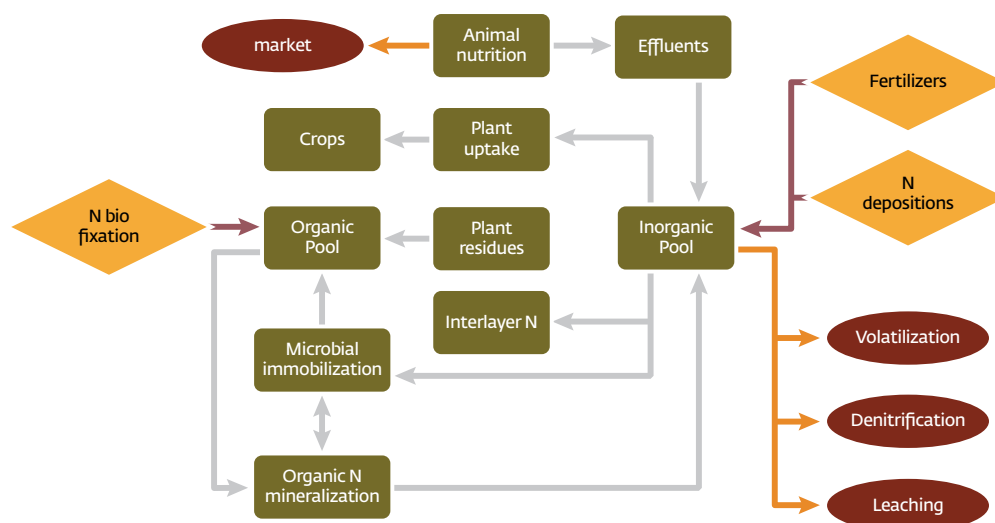 market
Animal
nutrition
Effluents
Fertilizers
Crops
Plant
uptake
N
depositions
N bio
fixation
Organic
Pool
Plant
residues
Inorganic
Pool
Interlayer N
Volatilization
Microbial
immobilization
Denitrification
Organic N
mineralization
Leaching